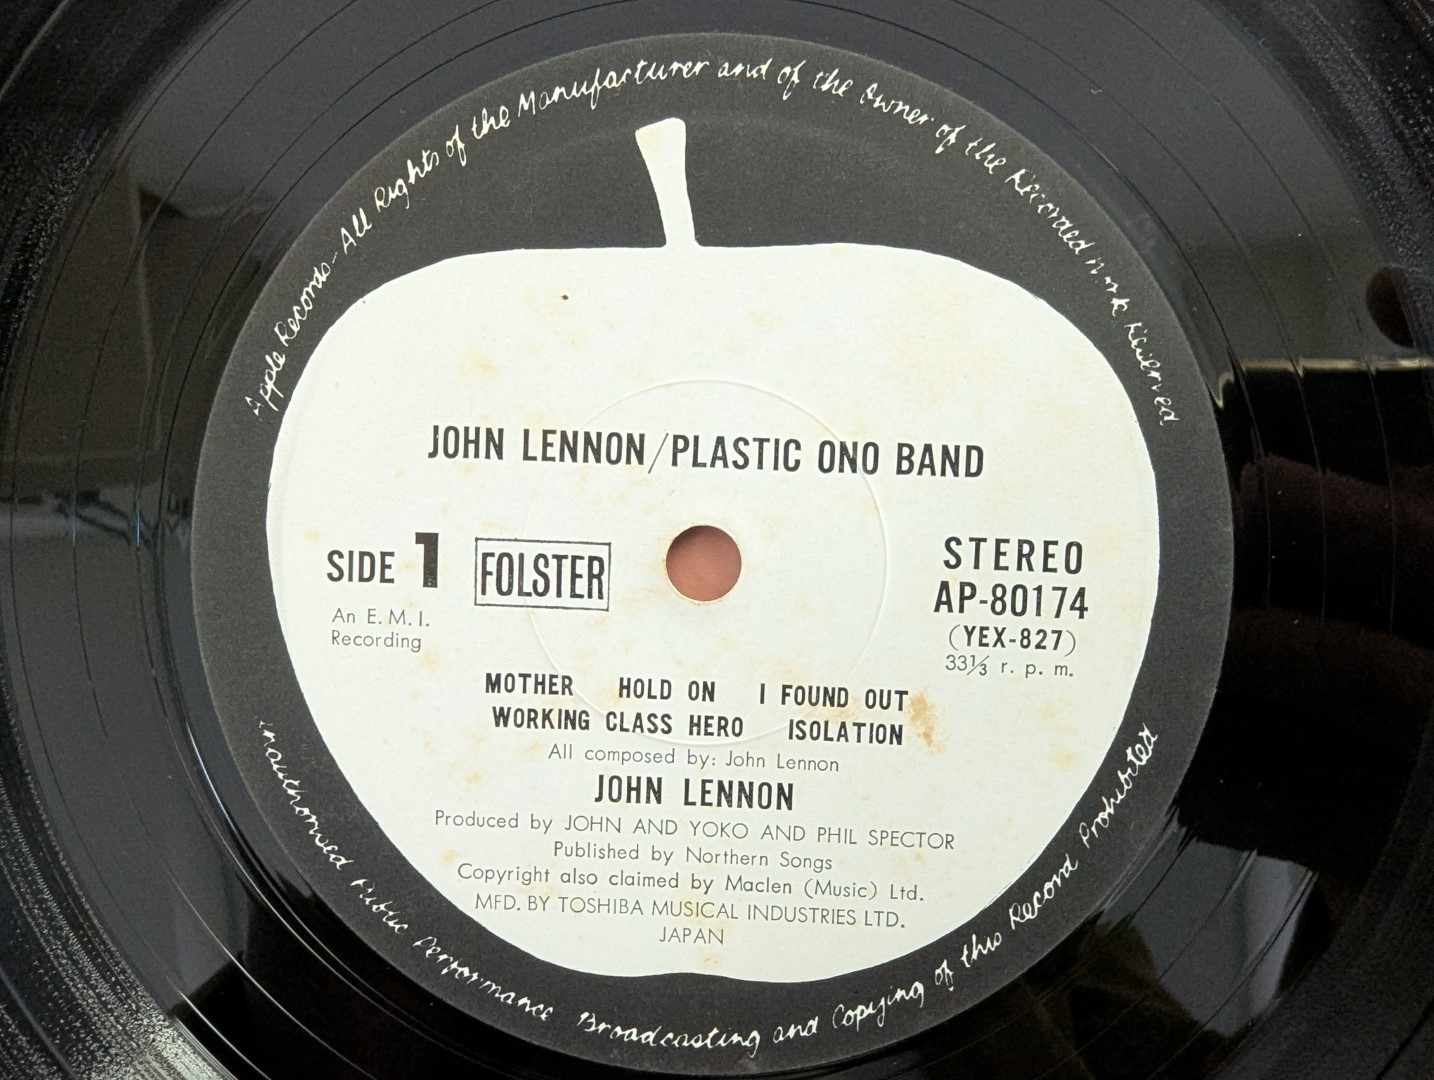 Apple Records - All Rights of the Manufacturer and of the Owner of the Recorded Work Reserved
JOHN LENNON/PLASTIC ONO BAND
SIDE 1
FOLSTER
An E.M.I.
Recording
STEREO
AP-80174
(YEX-827)
33⅓ r. p. m.
MOTHER HOLD ON I FOUND OUT
WORKING CLASS HERO ISOLATION
All composed by: John Lennon
JOHN LENNON
Produced by JOHN AND YOKO AND PHIL SPECTOR
Published by Northern Songs
Copyright also claimed by Maclen (Music) Ltd.
MFD. BY TOSHIBA MUSICAL INDUSTRIES LTD.
JAPAN
Unauthorised Public Performance Broadcasting and Copying of this Record Prohibited